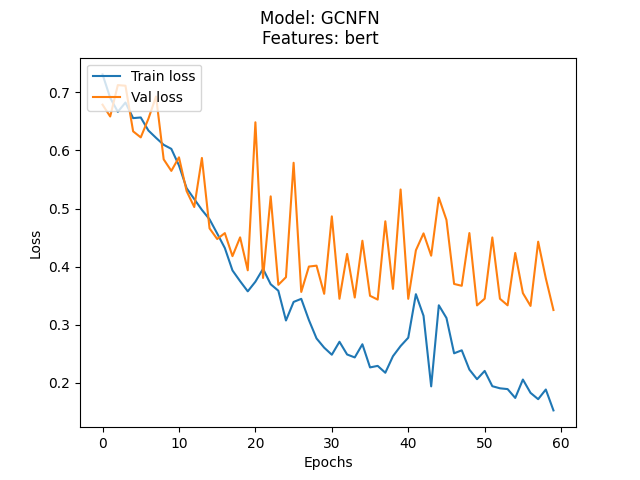 Model: GCNFN
Features: bert
Train loss
Val loss
0.7
0.6
0.5
0.4
0.3
0.2
Loss
0 10 20 30 40 50 60
Epochs